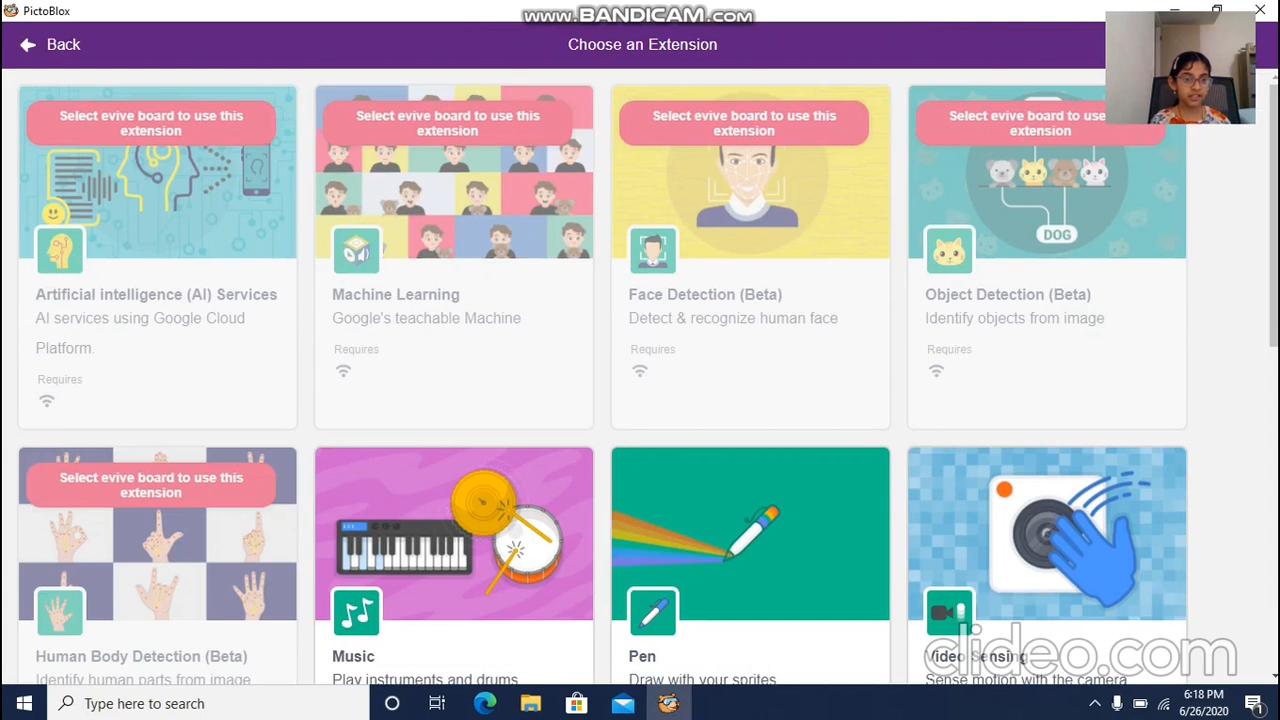 PictoBlox
www.BANDICAM.com
Back
Choose an Extension
Select evive board to use this
extension
Select evive board to use this
extension
Select evive board to use this
extension
Select evive board to use
extension
DOG
Artificial intelligence (AI) Services
AI services using Google Cloud
Platform.
Requires
Machine Learning
Google's teachable Machine
Requires
Face Detection (Beta)
Detect & recognize human face
Requires
Object Detection (Beta)
Identify objects from image
Requires
Select evive board to use this
extension
Human Body Detection (Beta)
Identify human parts from image
Music
Play instruments and drums
Pen
Draw with your sprites
Video Sensing
Sense motion with the camera
clideo.com
Type here to search
6:18 PM
6/26/2020
1